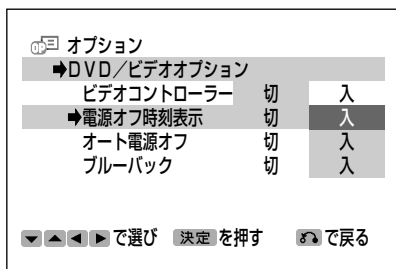 オプション
➡DVD／ビデオオプション
ビデオコントローラー 切 入
➡電源オフ時刻表示 切 入
オート電源オフ 切 入
ブルーバック 切 入
▼▲◀▶で選び 決定を押す で戻る